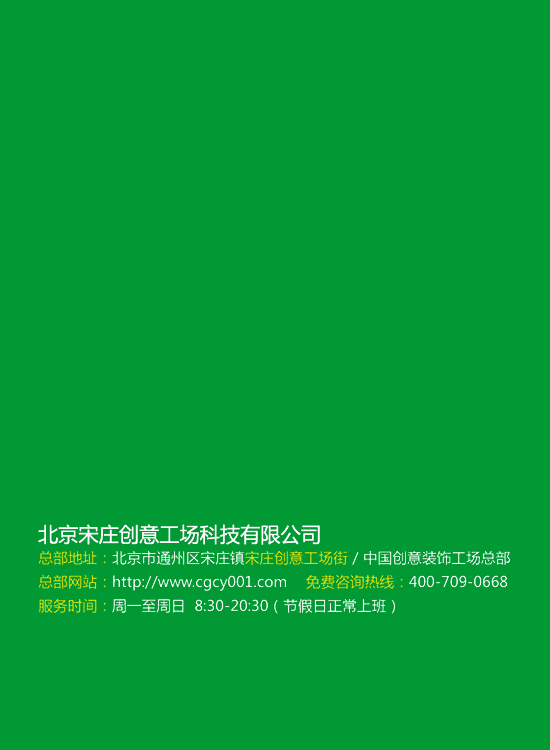 北京宋庄创意工场科技有限公司
总部地址：北京市通州区宋庄镇宋庄创意工场街 / 中国创意装饰工场总部
总部网站：http://www.cgcy001.com 免费咨询热线：400-709-0668
服务时间：周一至周日 8:30-20:30（节假日正常上班）